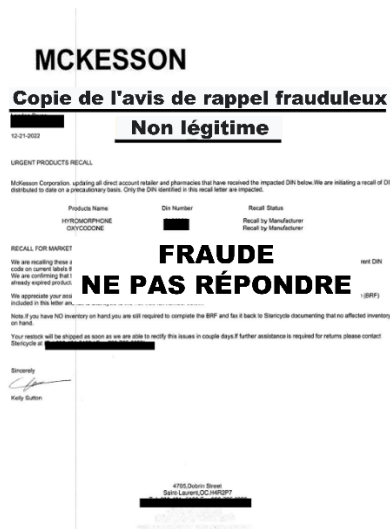 MCKESSON
Copie de l'avis de rappel frauduleux
Non légitime
12-21-2022
URGENT PRODUCTS RECALL
McKesson Corporation, updating all direct account retailer and pharmacies that have received the impacted DIN below.We are initiating a recall of DI
distributed to date on a precautionary basis. Only the DIN identified in this recall letter are impacted.
Products Name Din Number Recall Status
HYROMORPHONE Recall by Manufacturer
OXYCODONE Recall by Manufacturer
RECALL FOR MARKET
FRAUDE
We are recalling these a rent DIN
code on current labels t
We are confirming that
already expired product.
NE PAS RÉPONDRE
We appreciate your assi (BRF)
included in this letter an
Note.If you have NO inventory on hand you are still required to complete the BRF and fax it back to Stericycle documenting that no affected inventory
on hand.
Your restock will be shipped as soon as we are able to rectify this issues in couple days.If further assistance is required for returns please contact
Stericycle at
Sincerely
Kelly Sutton
4705,Dobrin Street
Saint Laurent,QC.H4R2P7